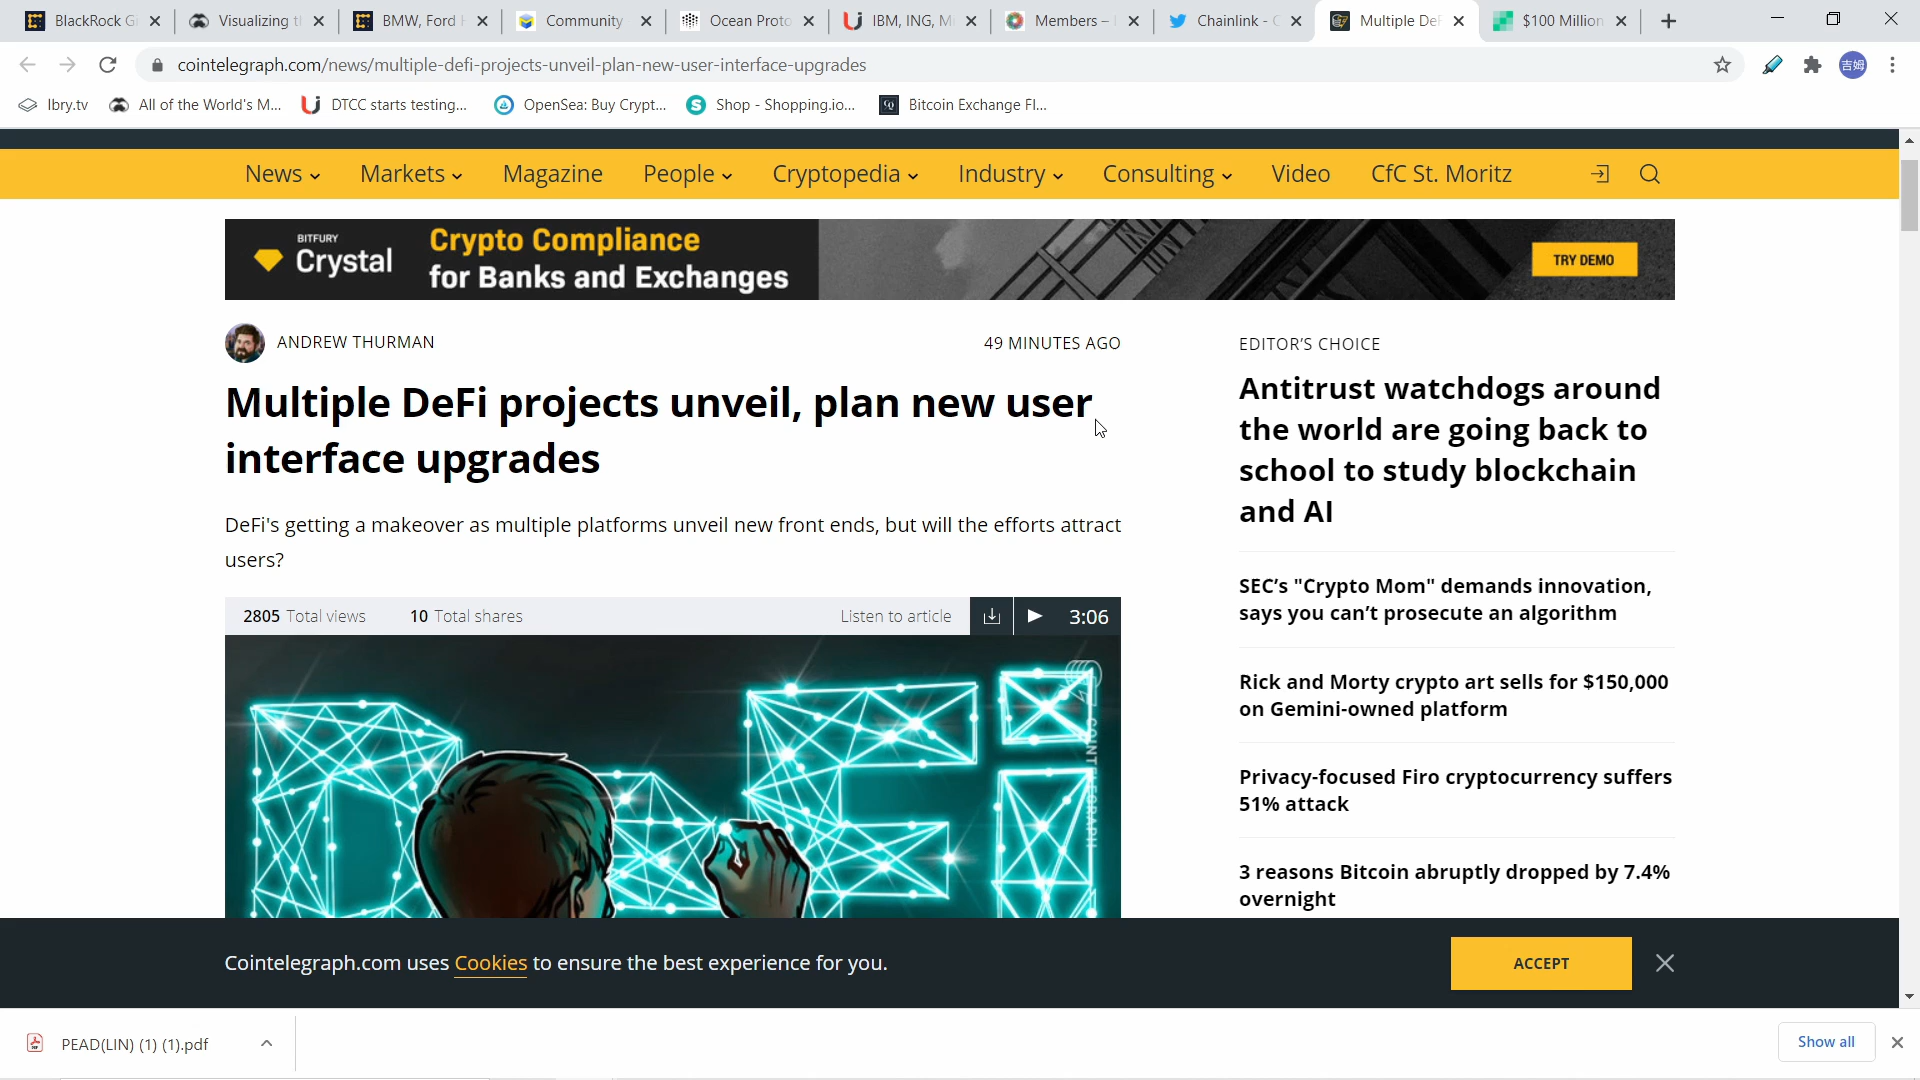 BlackRock Gi
Visualizing t
BMW, Ford
Community
Ocean Proto
IBM, ING, M
Members –
Chainlink - C
Multiple DeF
$100 Million
cointelegraph.com/news/multiple-defi-projects-unveil-plan-new-user-interface-upgrades
吉姆
lbry.tv
All of the World's M...
DTCC starts testing...
OpenSea: Buy Crypt...
Shop - Shopping.io...
Bitcoin Exchange Fl...
News
Markets
Magazine
People
Cryptopedia
Industry
Consulting
Video
CfC St. Moritz
BITFURY
Crystal
Crypto Compliance
for Banks and Exchanges
TRY DEMO
ANDREW THURMAN
49 MINUTES AGO
Multiple DeFi projects unveil, plan new user
interface upgrades
DeFi's getting a makeover as multiple platforms unveil new front ends, but will the efforts attract
users?
2805 Total views
10 Total shares
Listen to article
3:06
COINTELEGRAPH
EDITOR'S CHOICE
Antitrust watchdogs around
the world are going back to
school to study blockchain
and AI
SEC’s "Crypto Mom" demands innovation,
says you can’t prosecute an algorithm
Rick and Morty crypto art sells for $150,000
on Gemini-owned platform
Privacy-focused Firo cryptocurrency suffers
51% attack
3 reasons Bitcoin abruptly dropped by 7.4%
overnight
Cointelegraph.com uses Cookies to ensure the best experience for you.
ACCEPT
PEAD(LIN) (1) (1).pdf
Show all